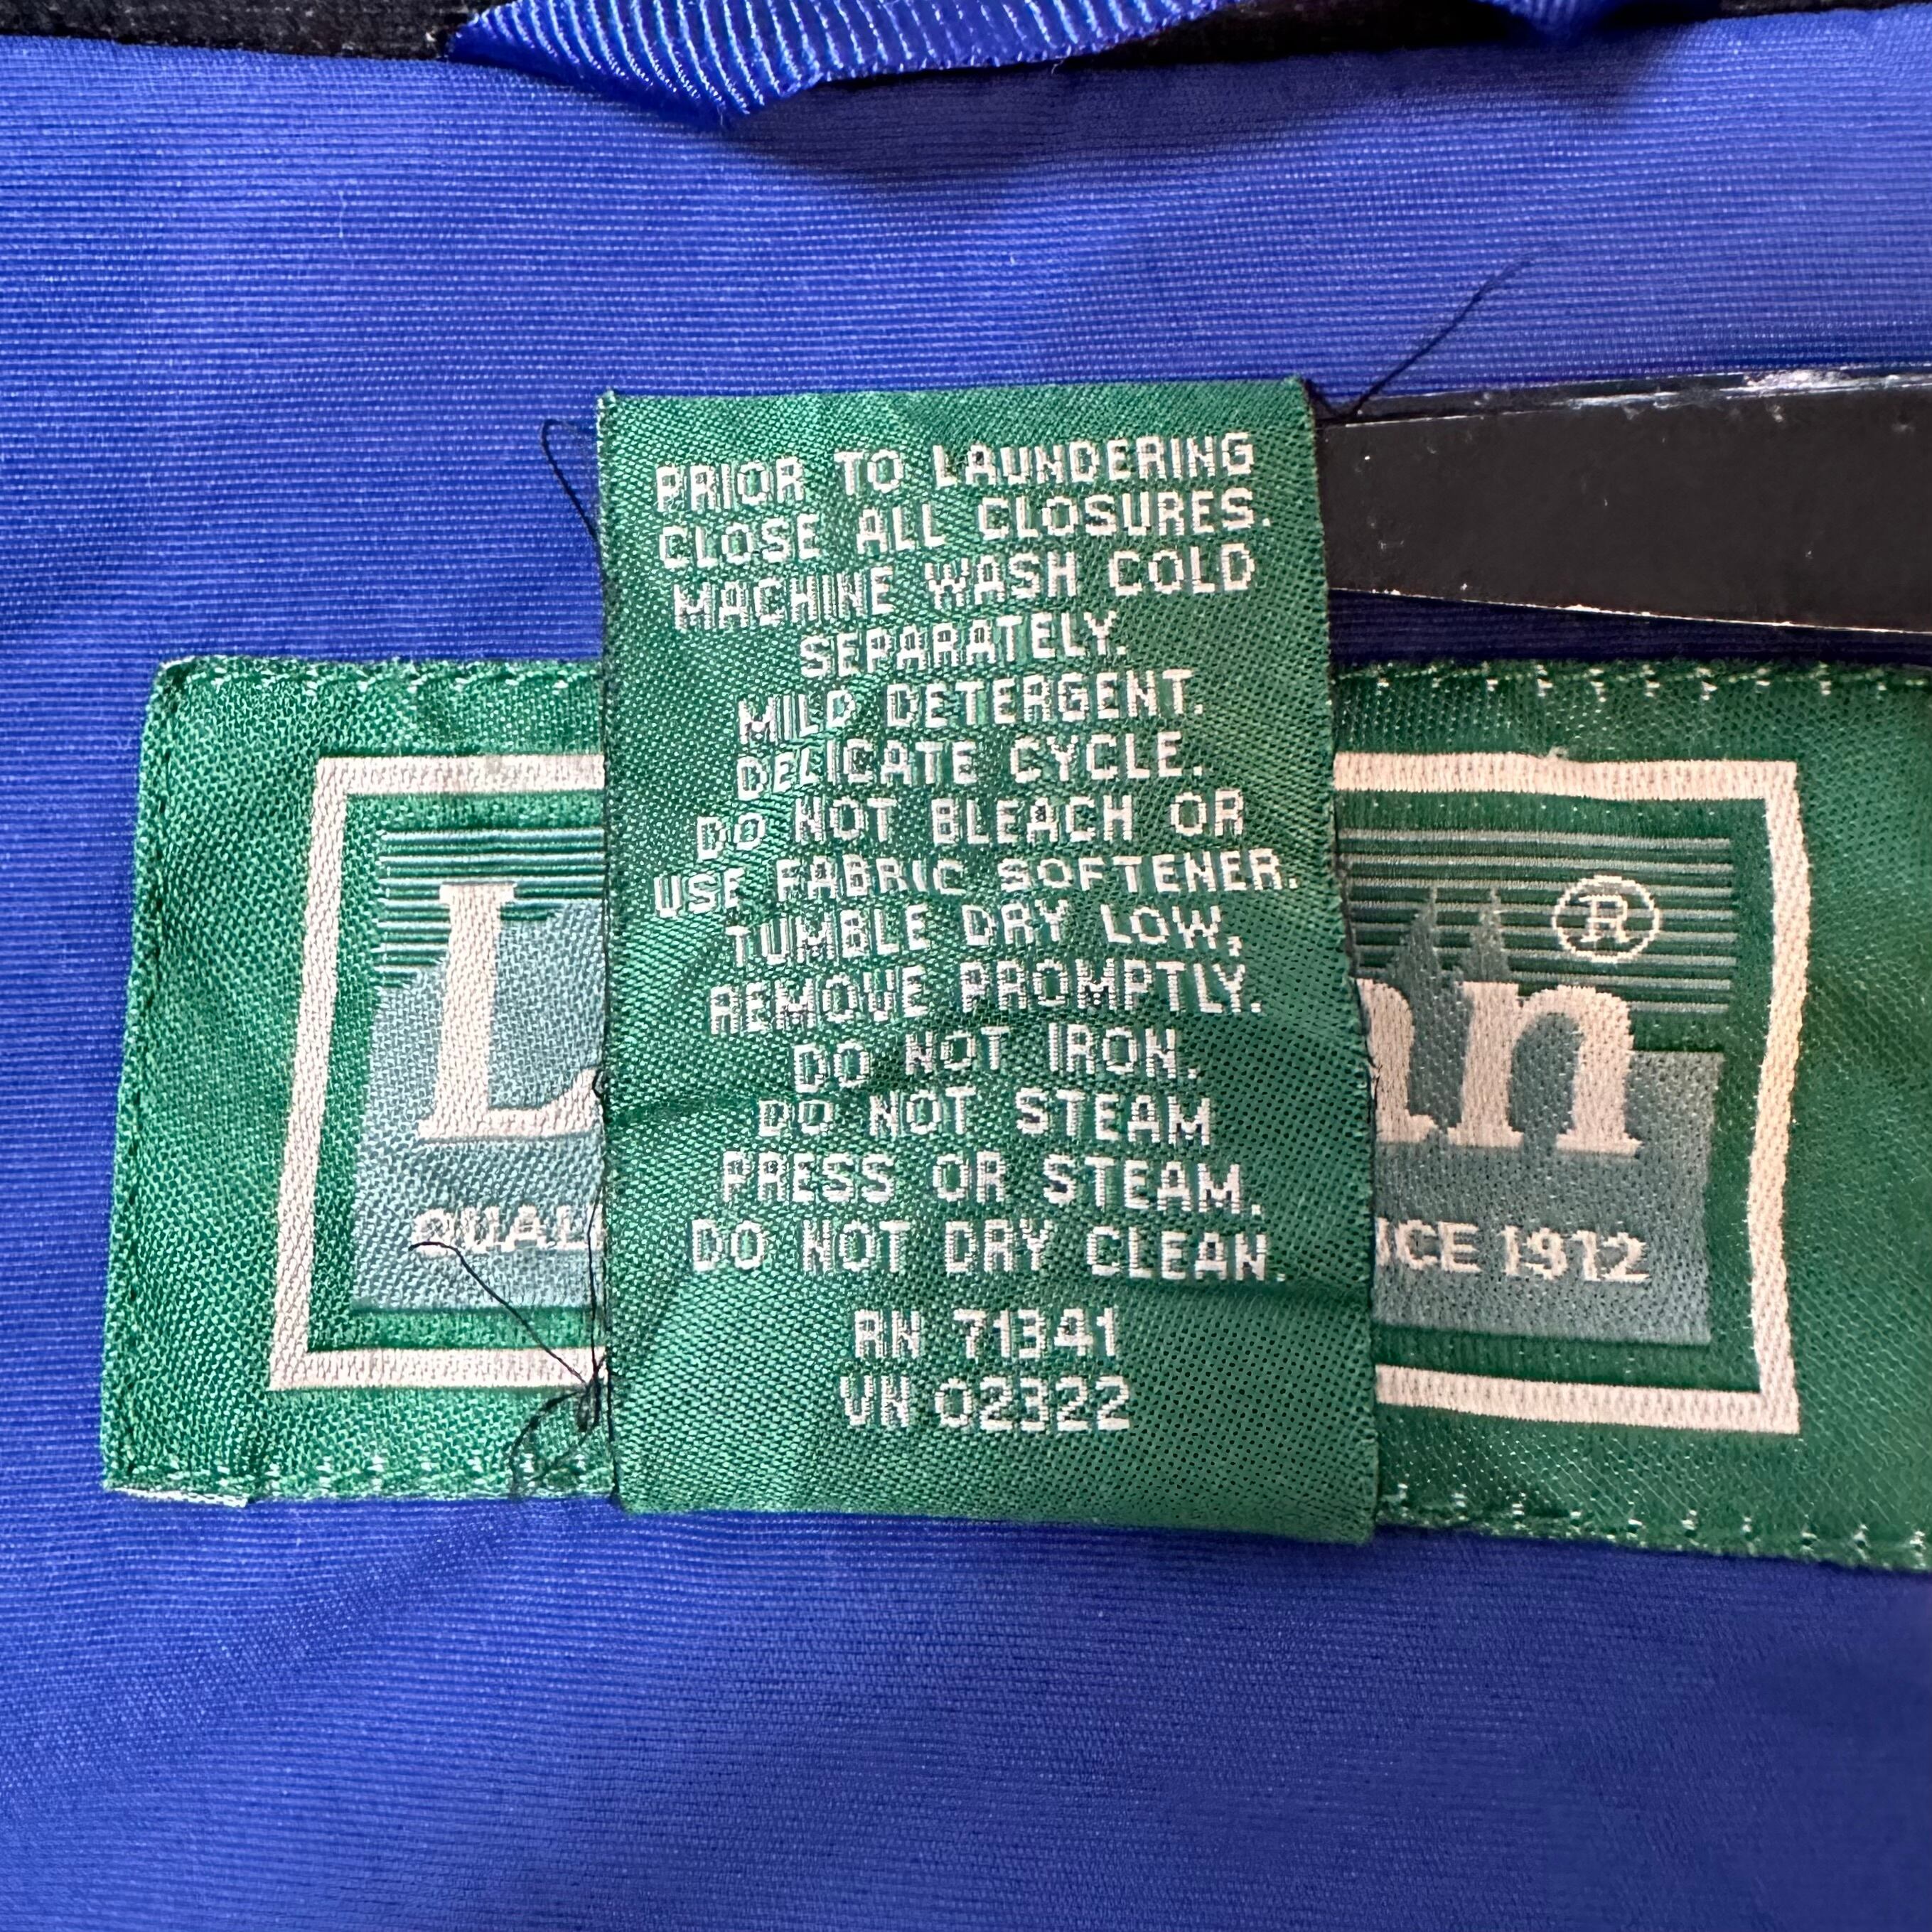 PRIOR TO LAUNDERING
CLOSE ALL CLOSURES.
MACHINE WASH COLD
SEPARATELY.
MILD DETERGENT.
DELICATE CYCLE.
DO NOT BLEACH OR
USE FABRIC SOFTENER.
TUMBLE DRY LOW,
REMOVE PROMPTLY.
DO NOT IRON.
DO NOT STEAM
PRESS OR STEAM.
DO NOT DRY CLEAN.
RN 71341
VN 02322
L an ®
QUAL ICE 1912